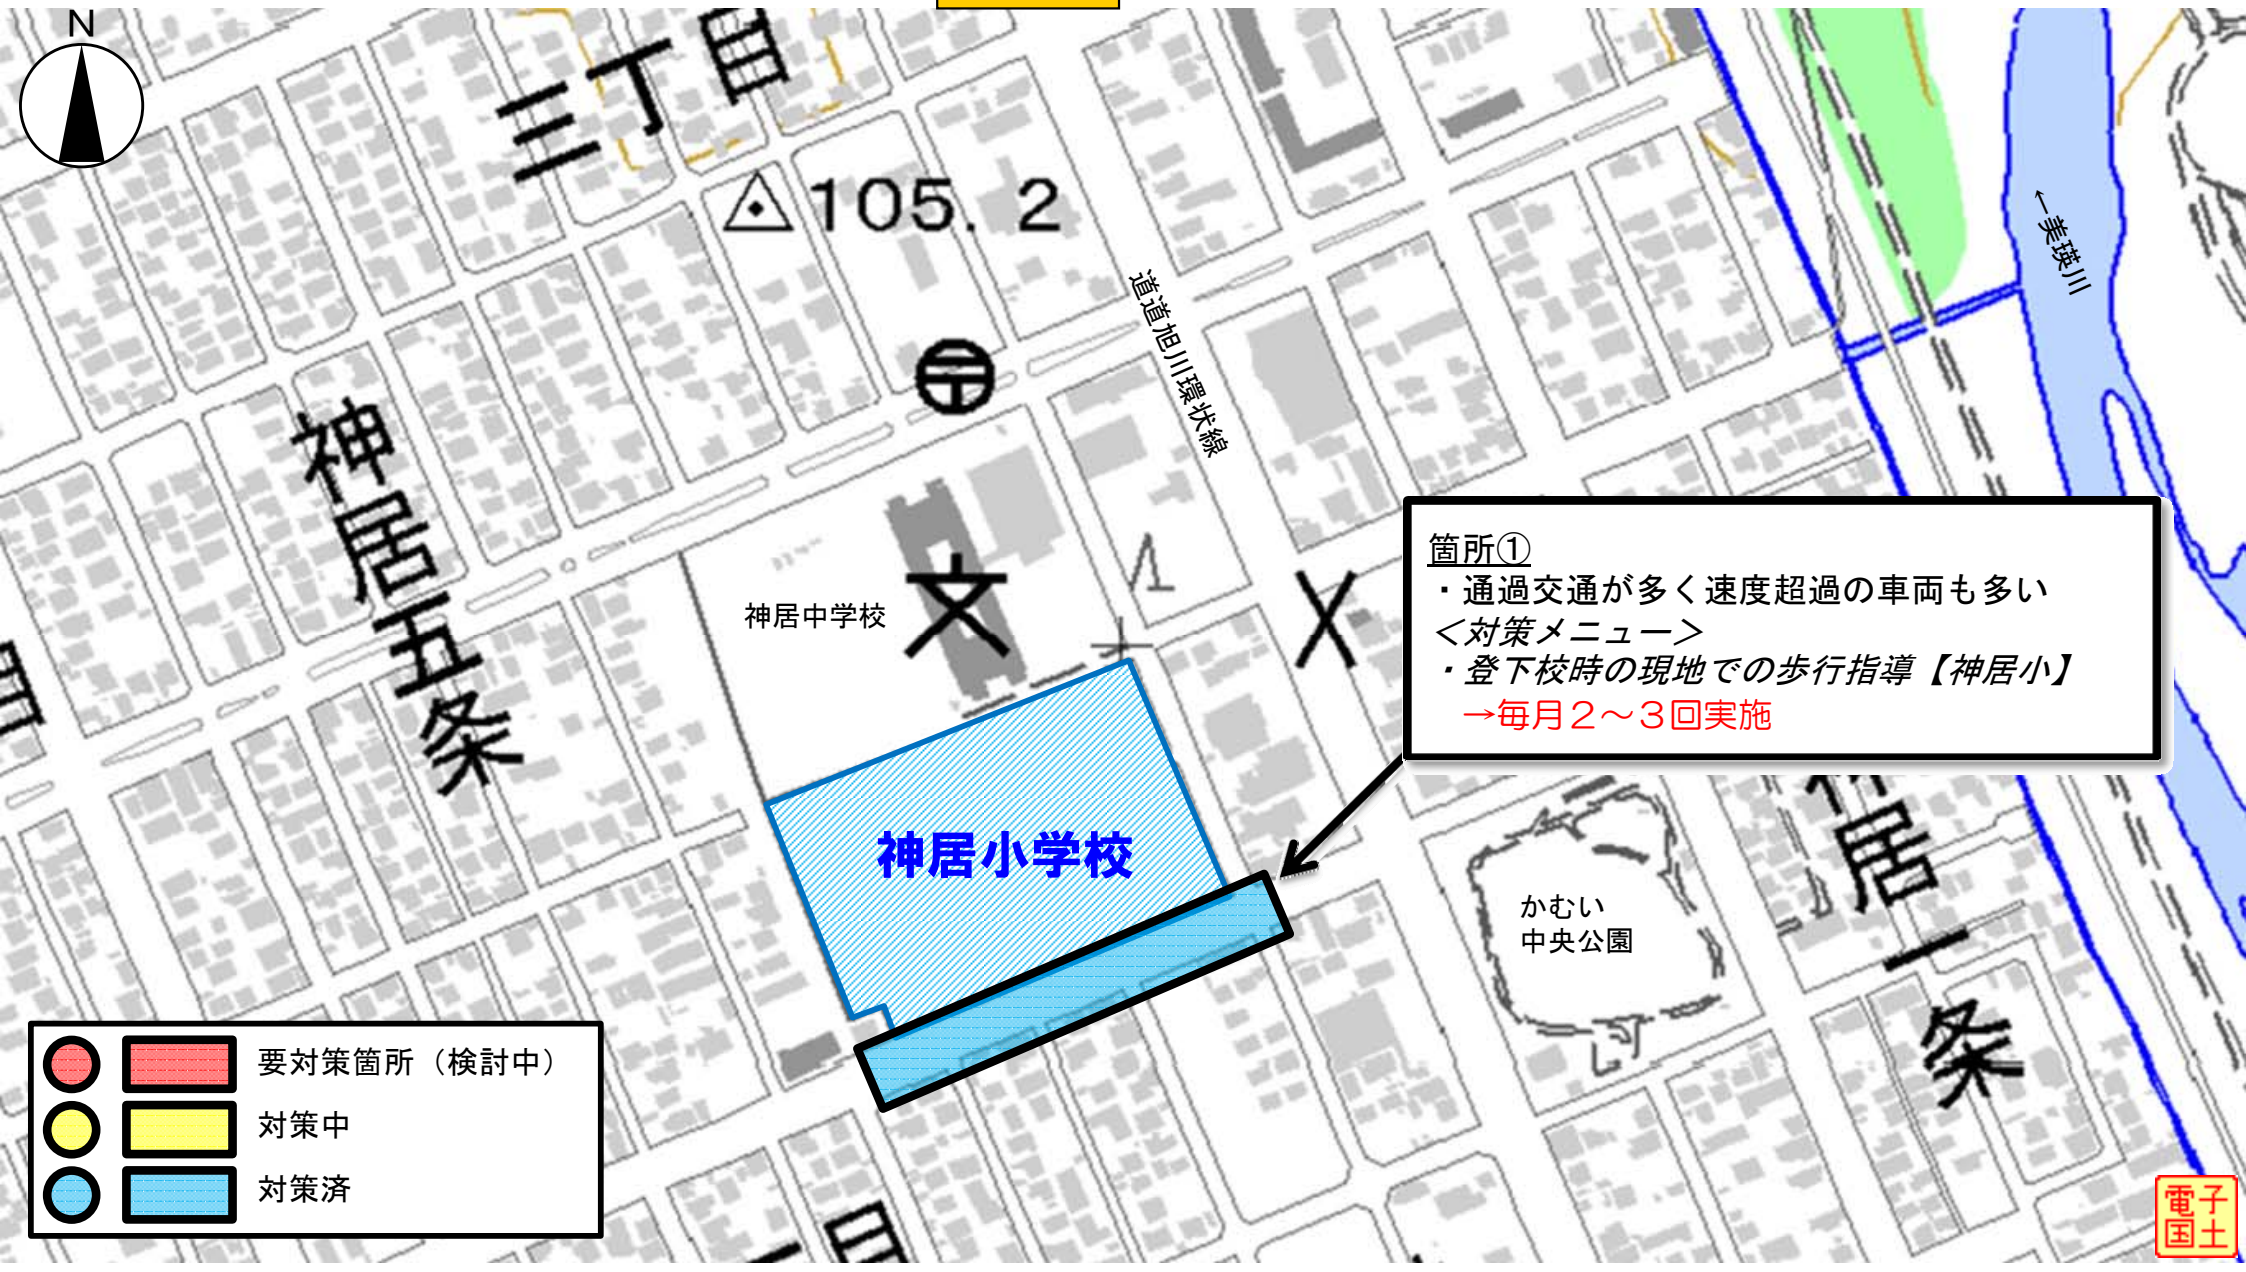 N
三丁目
105.2
←美瑛川
道道旭川環状線
神居五条
神居中学校
文
箇所①
・通過交通が多く速度超過の車両も多い
＜対策メニュー＞
・登下校時の現地での歩行指導【神居小】
→毎月２～３回実施
神居小学校
かむい
中央公園
神居一条
要対策箇所（検討中）
対策中
対策済
電子
国土